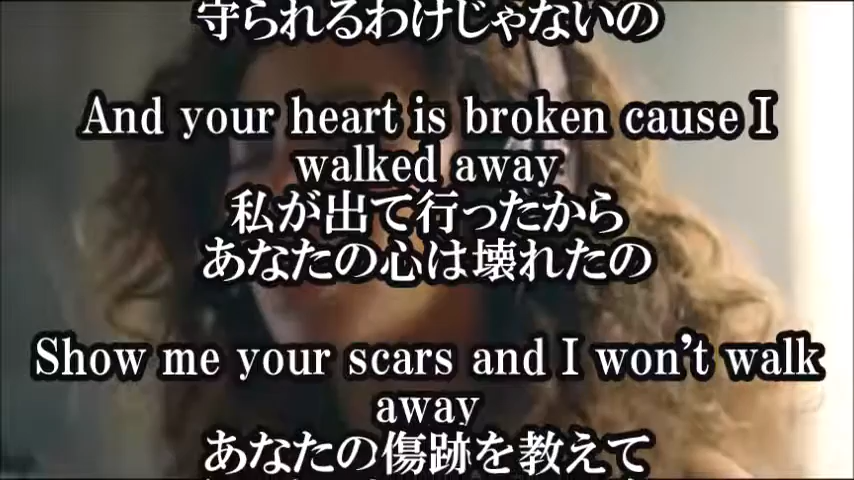 守られるわけじゃないの
And your heart is broken cause I
walked away
私が出て行ったから
あなたの心は壊れたの
Show me your scars and I won't walk
away
あなたの傷跡を教えて